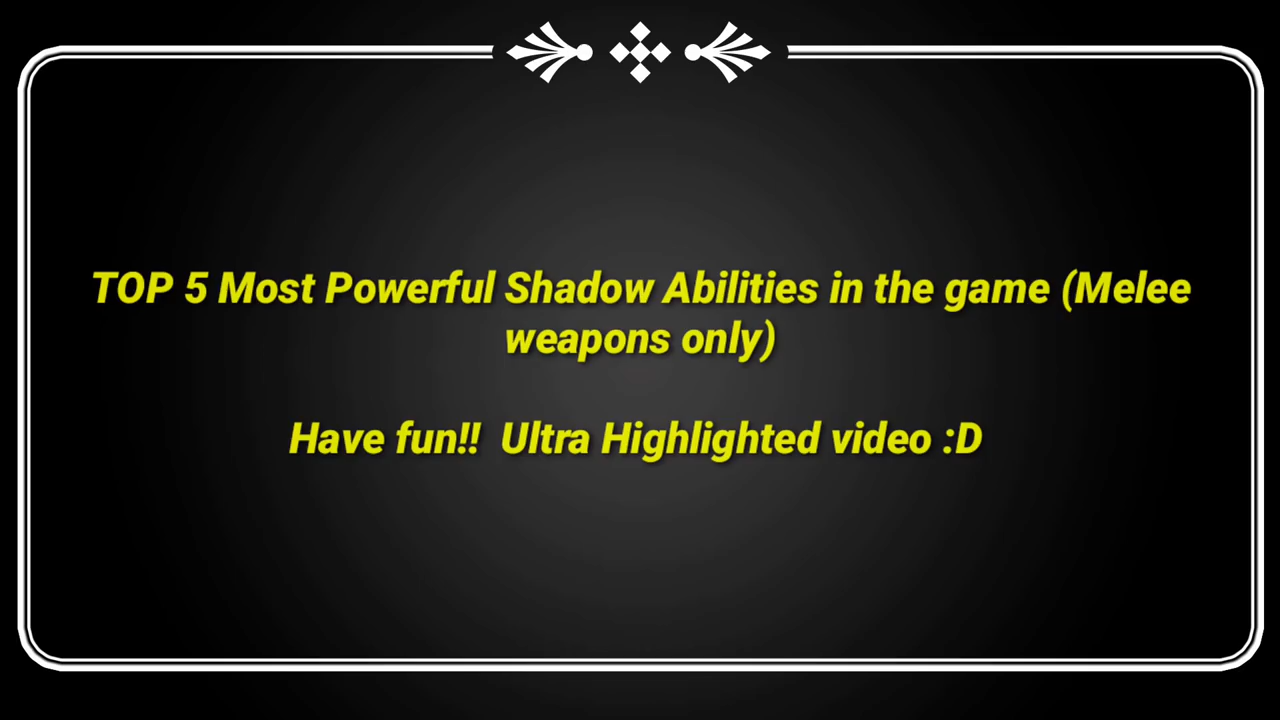 TOP 5 Most Powerful Shadow Abilities in the game (Melee
weapons only)
Have fun!!  Ultra Highlighted video :D